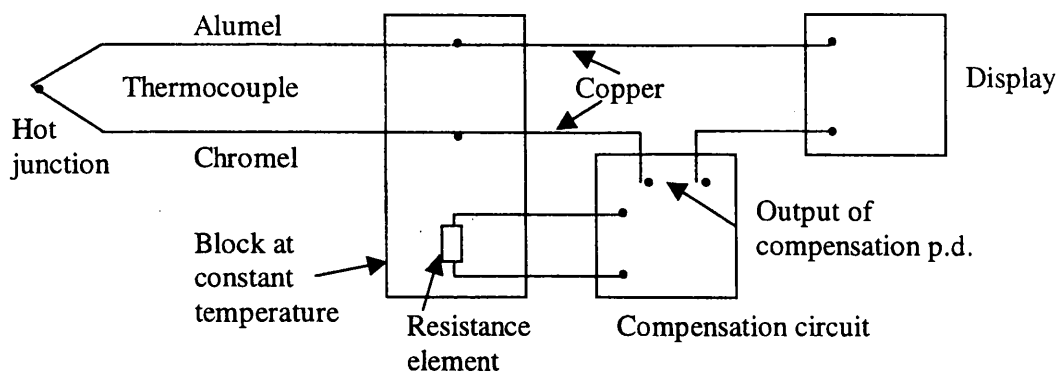 Alumel
Thermocouple
Copper
Display
Hot
junction
Chromel
Block at
constant
temperature
Output of
compensation p.d.
Resistance
element
Compensation circuit